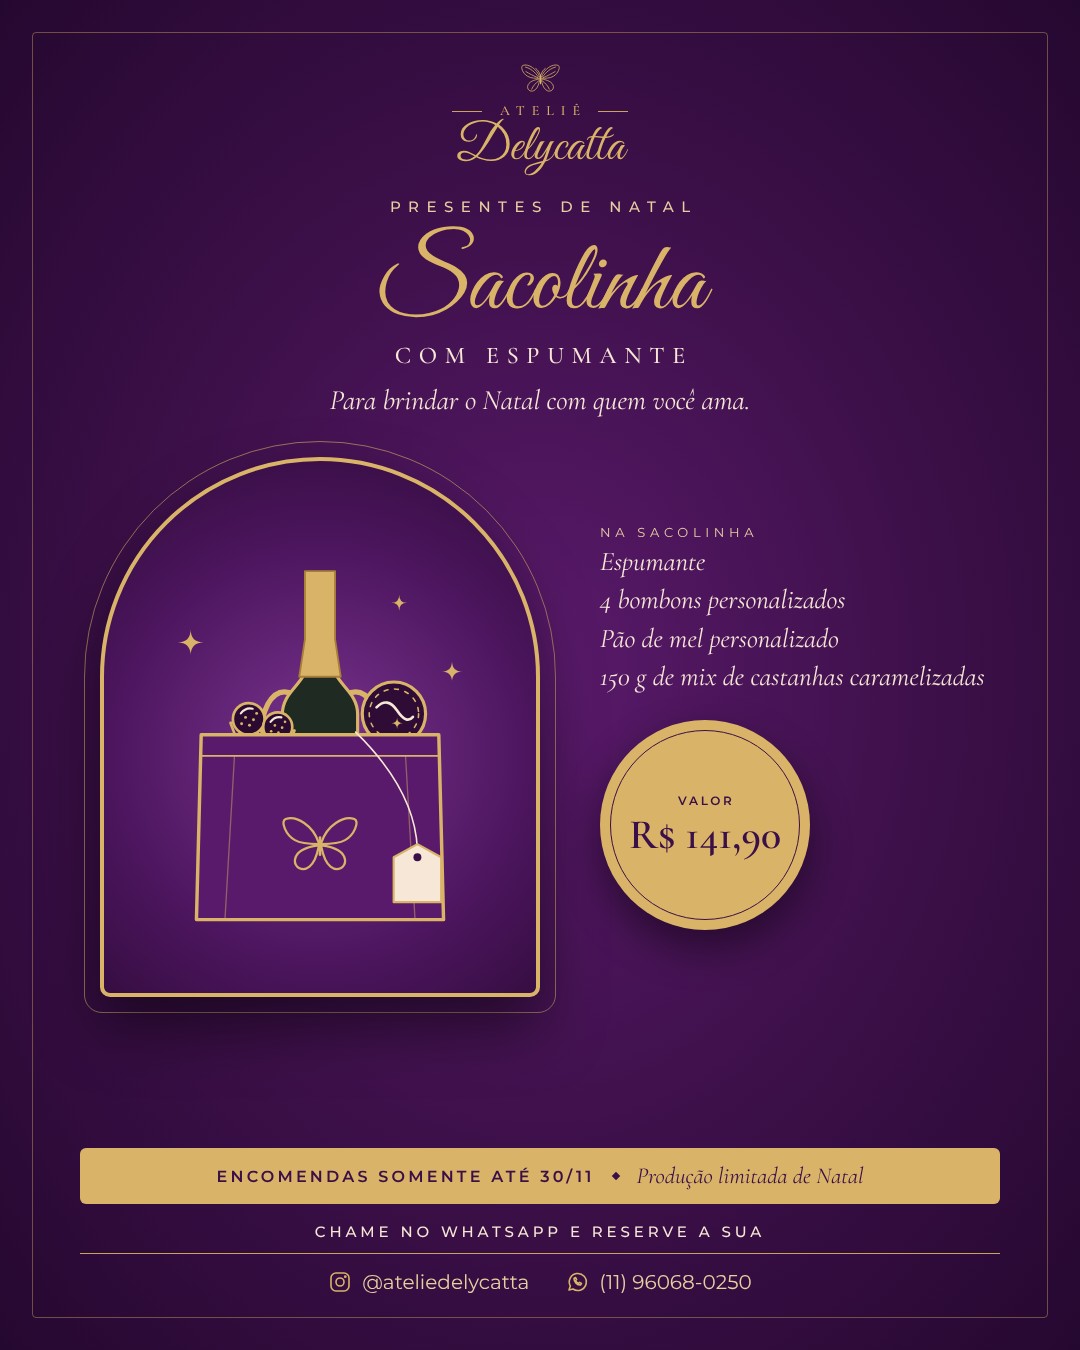 ATELIÊ
Delycatta
PRESENTES DE NATAL
Sacolinha
COM ESPUMANTE
Para brindar o Natal com quem você ama.
NA SACOLINHA
Espumante
4 bombons personalizados
Pão de mel personalizado
150 g de mix de castanhas caramelizadas
VALOR
R$ 141,90
ENCOMENDAS SOMENTE ATÉ 30/11 ◆ Produção limitada de Natal
CHAME NO WHATSAPP E RESERVE A SUA
@ateliedelycatta (11) 96068-0250